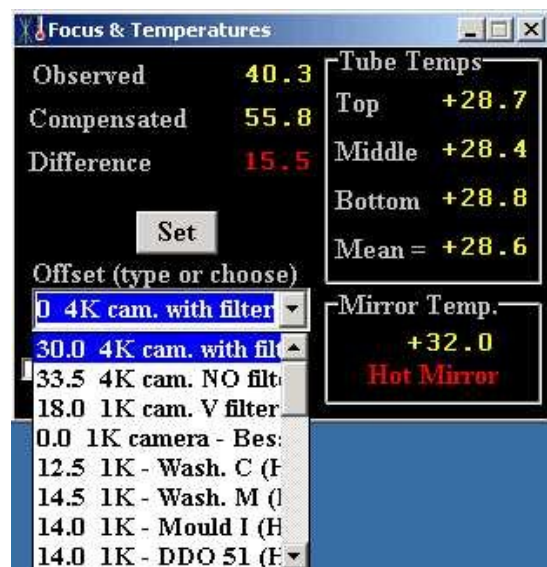 Focus & Temperatures
Observed 40.3
Compensated 55.8
Difference 15.5
Set
Offset (type or choose)
0 4K cam. with filter
30.0 4K cam. with filt
33.5 4K cam. NO filt
18.0 1K cam. V filter
0.0 1K camera - Bes
12.5 1K - Wash. C (H
14.5 1K - Wash. M (
14.0 1K - Mould I (H
14.0 1K - DDO 51 (H
Tube Temps
Top +28.7
Middle +28.4
Bottom +28.8
Mean = +28.6
Mirror Temp.
+32.0
Hot Mirror